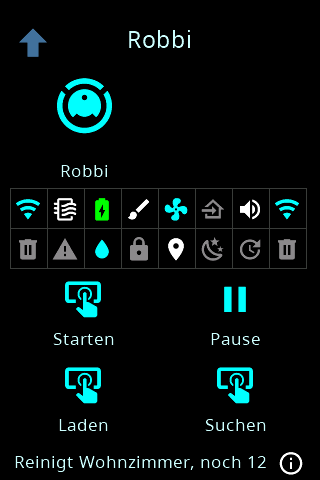 Robbi
Robbi
Starten Pause
Laden Suchen
Reinigt Wohnzimmer, noch 12